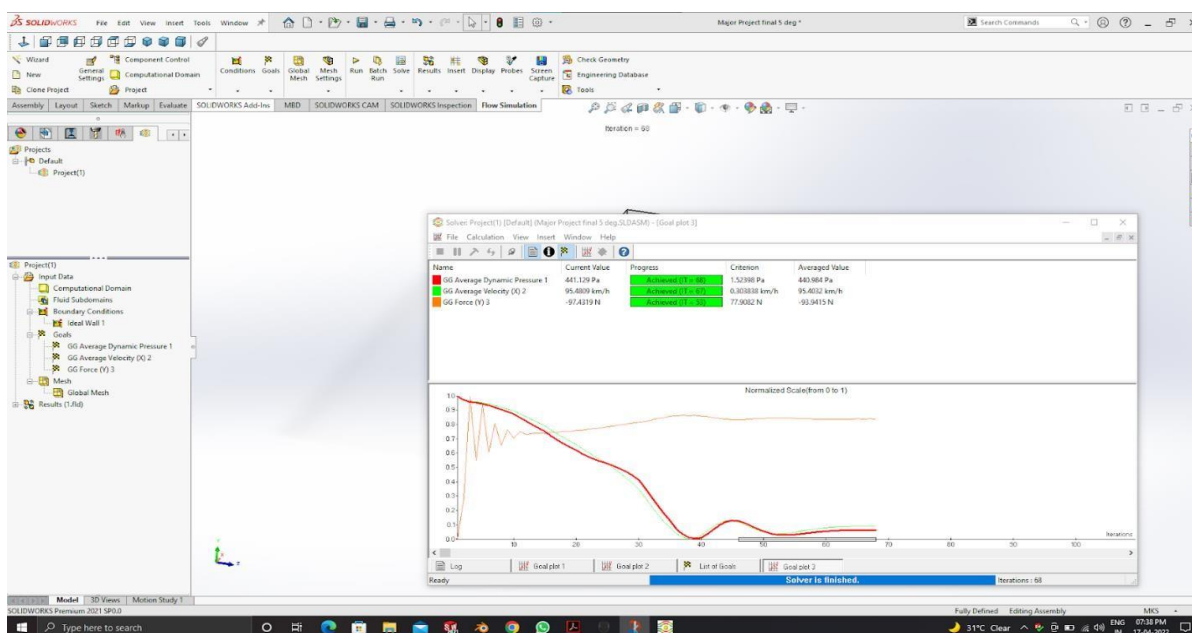 SOLIDWORKS File Edit View Insert Tools Window Major Project final 5 deg * Search Commands
Wizard General Settings Component Control Conditions Goals Global Mesh Mesh Settings Run Batch Run Solve Results Insert Display Probes Screen Capture Check Geometry
New Computational Domain Engineering Database
Clone Project Project Tools
Assembly Layout Sketch Markup Evaluate SOLIDWORKS Add-Ins MBD SOLIDWORKS CAM SOLIDWORKS Inspection Flow Simulation
Iteration = 68
Projects
Default
Project(1)
Project(1)
Input Data
Computational Domain
Fluid Subdomains
Boundary Conditions
Ideal Wall 1
Goals
GG Average Dynamic Pressure 1
GG Average Velocity (X) 2
GG Force (Y) 3
Mesh
Global Mesh
Results (1.fld)
Solver: Project(1) [Default] (Major Project final 5 deg.SLDASM) - [Goal plot 3]
File Calculation View Insert Window Help
Name Current Value Progress Criterion Averaged Value
GG Average Dynamic Pressure 1 441.129 Pa Achieved (IT = 68) 1.52398 Pa 440.984 Pa
GG Average Velocity (X) 2 95.4809 km/h Achieved (IT = 67) 0.303838 km/h 95.4032 km/h
GG Force (Y) 3 -97.4319 N Achieved (IT = 53) 77.9082 N -93.9415 N
Normalized Scale(from 0 to 1)
1.0
0.9
0.8
0.7
0.6
0.5
0.4
0.3
0.2
0.1
0.0
Iterations
10 20 30 40 50 60 70 80 90 100
Log Goal plot 1 Goal plot 2 List of Goals Goal plot 3
Ready Solver is finished. Iterations : 68
Model 3D Views Motion Study 1
SOLIDWORKS Premium 2021 SP0.0 Fully Defined Editing Assembly MKS
Type here to search 31°C Clear ENG 07:38 PM
IN 17-04-2022